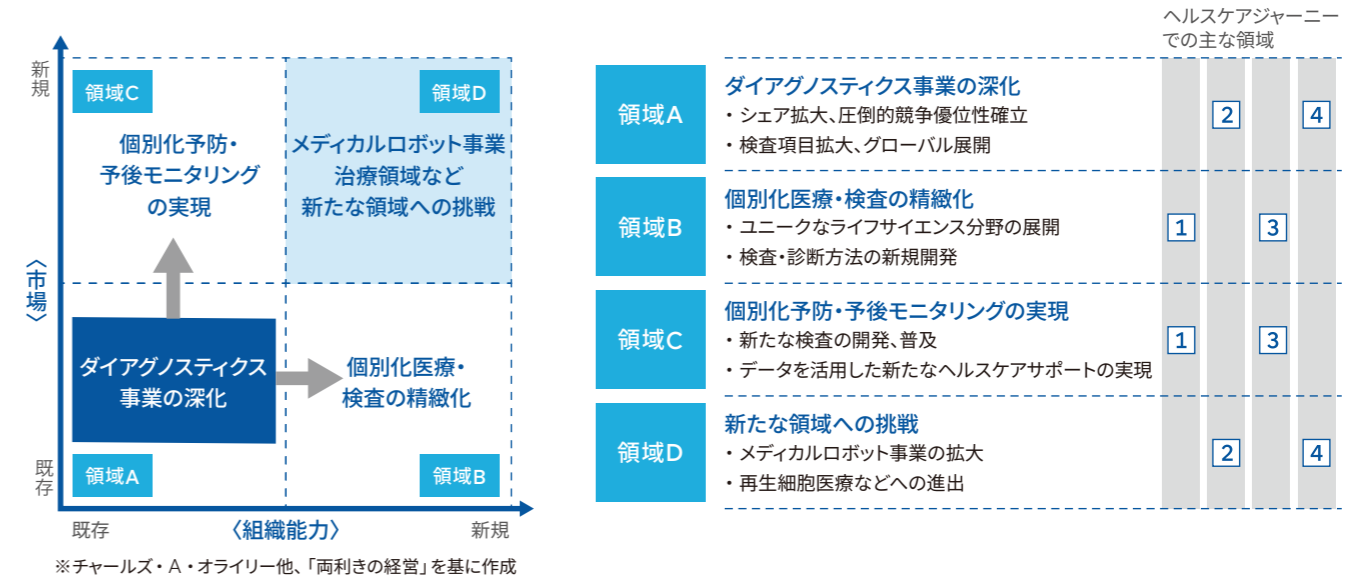 新規
領域C
領域D
個別化予防・
予後モニタリング
の実現
メディカルロボット事業
治療領域など
新たな領域への挑戦
〈市場〉
ダイアグノスティクス
事業の深化
個別化医療・
検査の精緻化
既存
領域A
領域B
既存
〈組織能力〉
新規
※チャールズ・A・オライリー他、「両利きの経営」を基に作成
ヘルスケアジャーニー
での主な領域
領域A
ダイアグノスティクス事業の深化
・シェア拡大、圧倒的競争優位性確立
・検査項目拡大、グローバル展開
2 4
領域B
個別化医療・検査の精緻化
・ユニークなライフサイエンス分野の展開
・検査・診断方法の新規開発
1 3
領域C
個別化予防・予後モニタリングの実現
・新たな検査の開発、普及
・データを活用した新たなヘルスケアサポートの実現
1 3
領域D
新たな領域への挑戦
・メディカルロボット事業の拡大
・再生細胞医療などへの進出
2 4